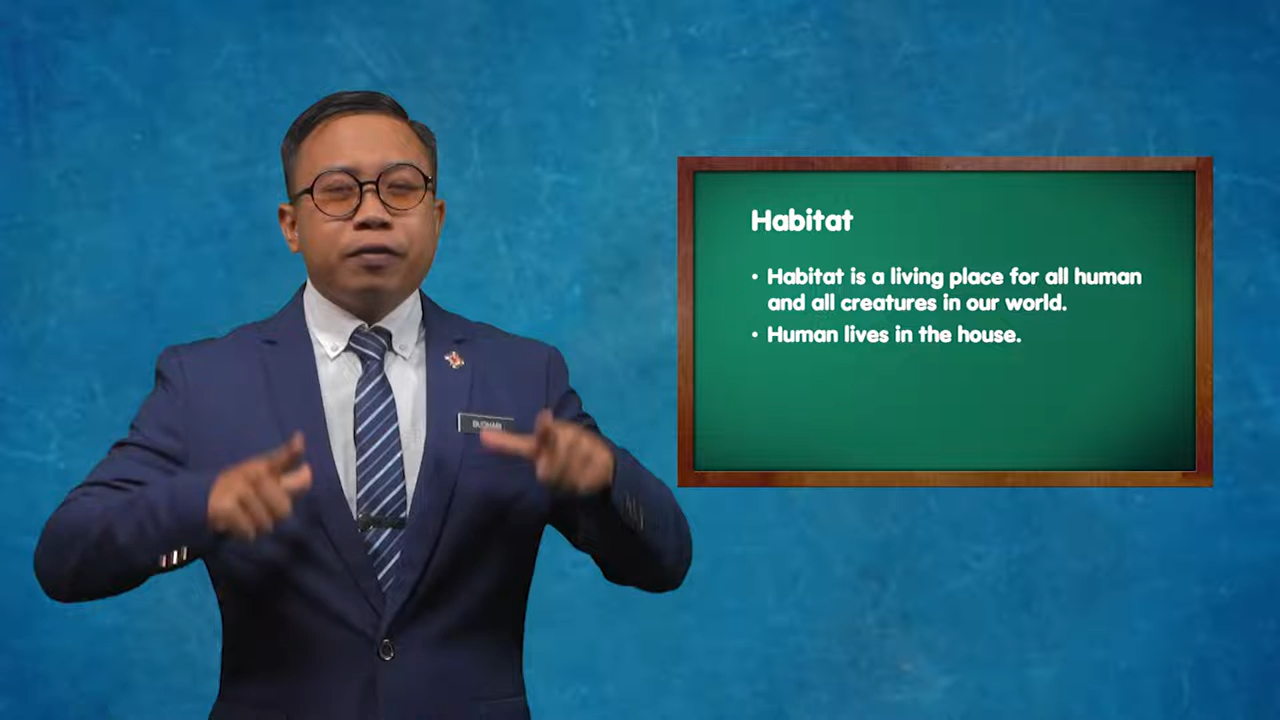 Habitat
• Habitat is a living place for all human
and all creatures in our world.
• Human lives in the house.